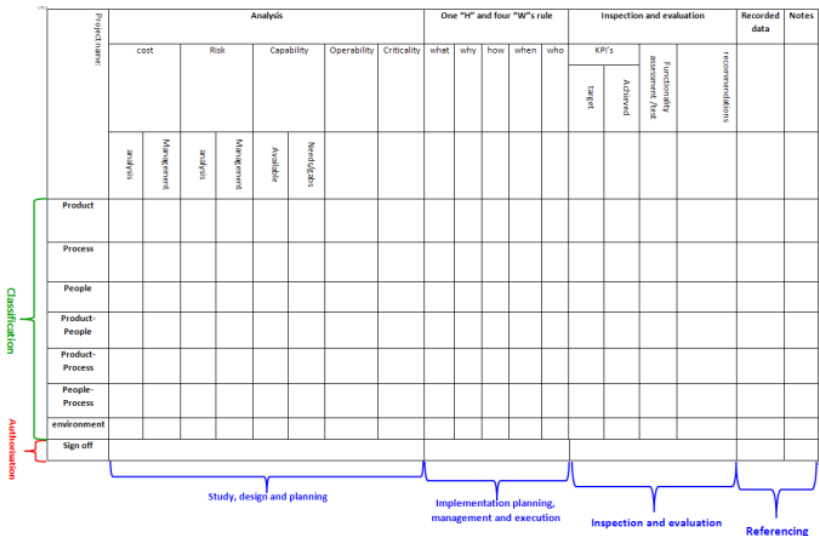 Project name:
Analysis
One "H" and four "W"s rule
Inspection and evaluation
Recorded
data
Notes
cost
Risk
Capability
Operability
Criticality
what
why
how
when
who
KPI's
target
Achieved
Functionality
assessment /test
recommendations
analysis
Management
analysis
Management
Available
Needs/gabs
Product
Process
People
Product-
People
Product-
Process
People-
Process
environment
Sign off
Classification
Authorisation
Study, design and planning
Implementation planning,
management and execution
Inspection and evaluation
Referencing